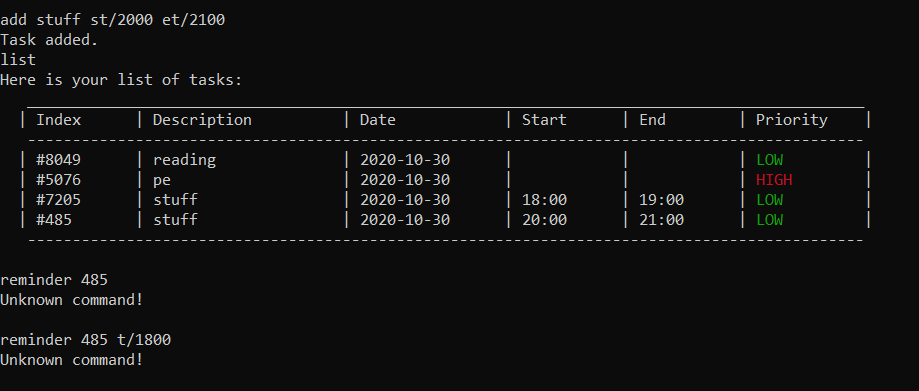 add stuff st/2000 et/2100
Task added.
list
Here is your list of tasks:
| Index | Description | Date | Start | End | Priority |
| #8049 | reading | 2020-10-30 | | | LOW |
| #5076 | pe | 2020-10-30 | | | HIGH |
| #7205 | stuff | 2020-10-30 | 18:00 | 19:00 | LOW |
| #485 | stuff | 2020-10-30 | 20:00 | 21:00 | LOW |
reminder 485
Unknown command!
reminder 485 t/1800
Unknown command!